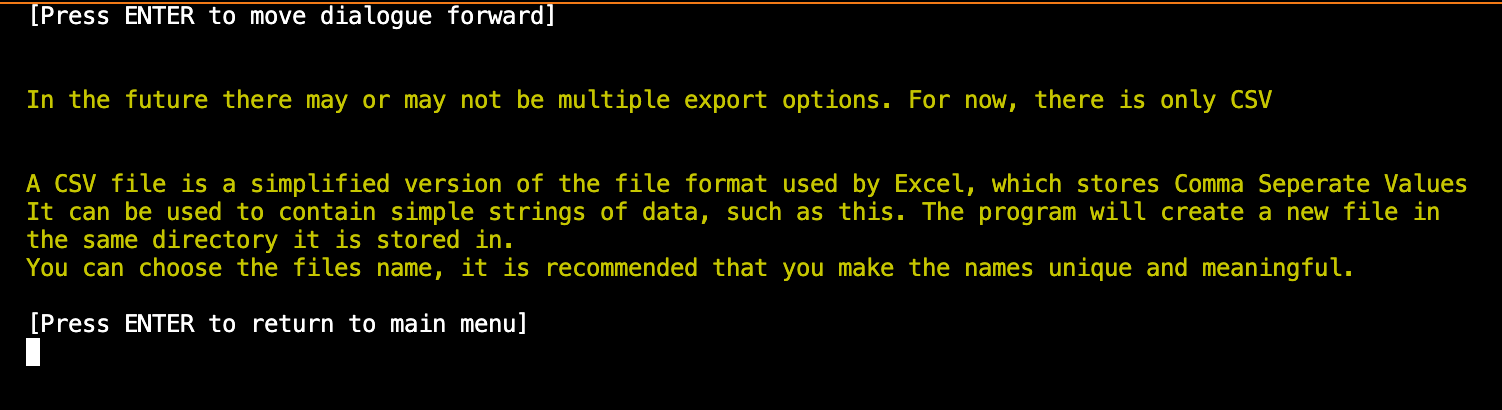 [Press ENTER to move dialogue forward]
In the future there may or may not be multiple export options. For now, there is only CSV
A CSV file is a simplified version of the file format used by Excel, which stores Comma Seperate Values
It can be used to contain simple strings of data, such as this. The program will create a new file in
the same directory it is stored in.
You can choose the files name, it is recommended that you make the names unique and meaningful.
[Press ENTER to return to main menu]